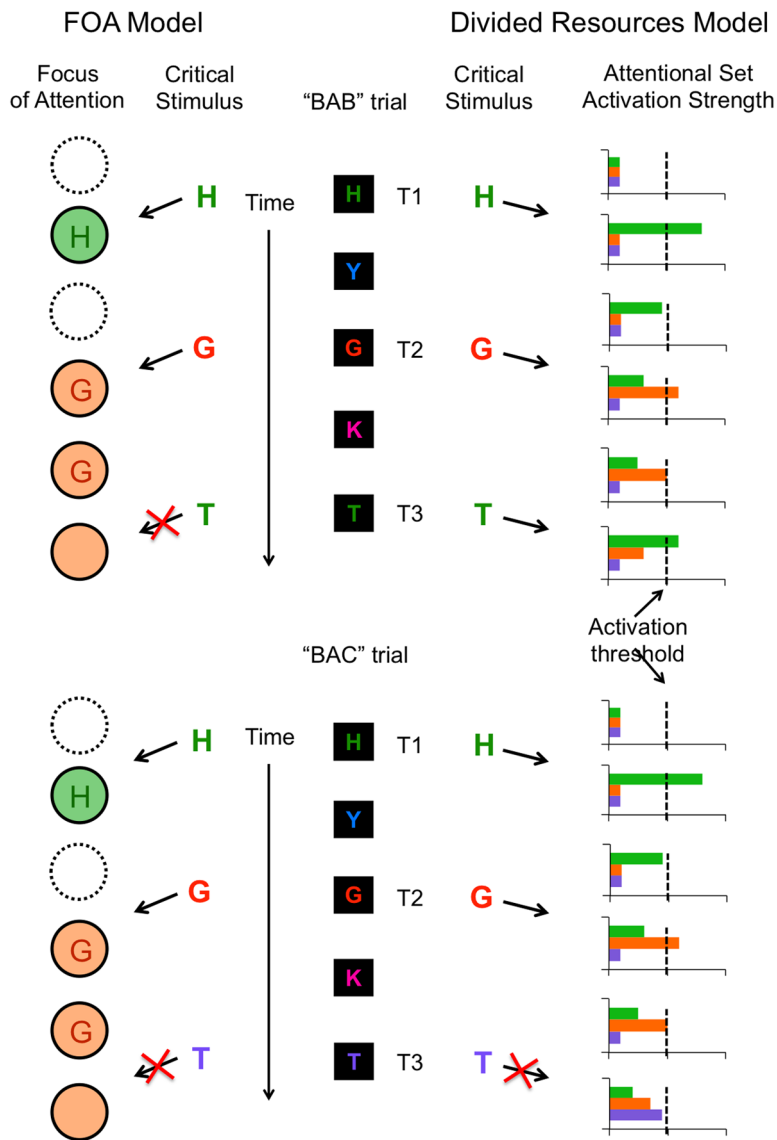 FOA Model
Divided Resources Model
Focus
of Attention
Critical
Stimulus
“BAB” trial
Critical
Stimulus
Attentional Set
Activation Strength
H
Time
H
T1
H
H
Y
G
G
T2
G
G
K
G
T
T
T3
T
Activation
threshold
“BAC” trial
H
Time
H
T1
H
H
Y
G
G
T2
G
G
K
G
T
T
T3
T